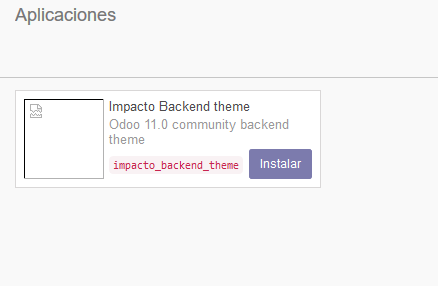 Aplicaciones
Impacto Backend theme
Odoo 11.0 community backend
theme
impacto_backend_theme
Instalar